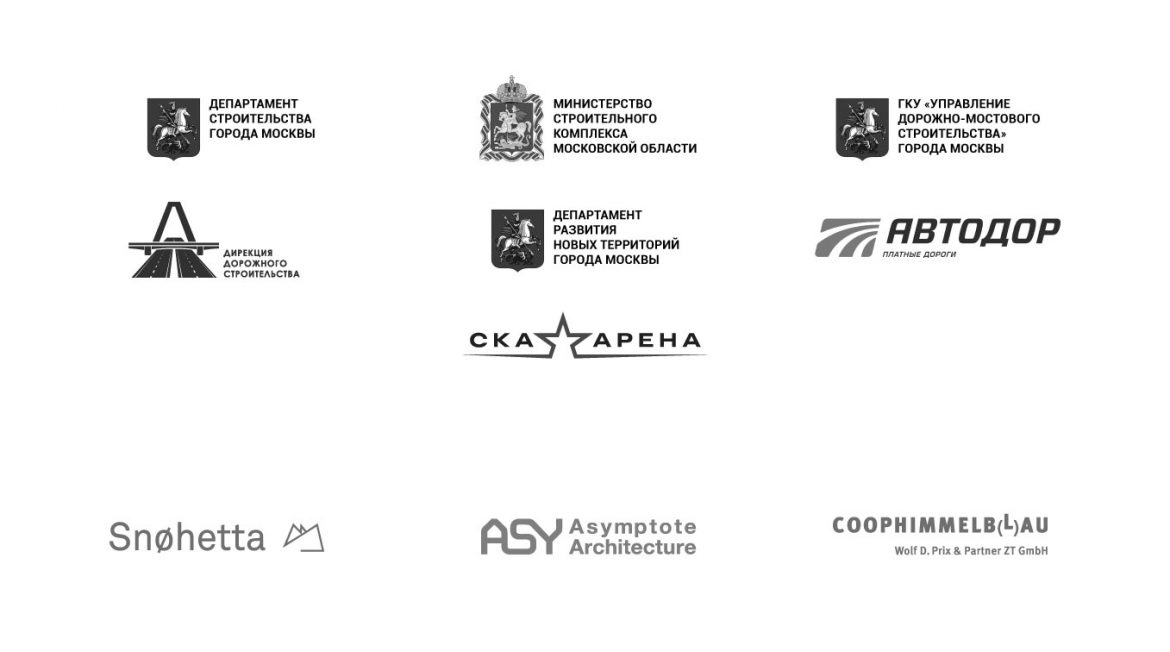 ДЕПАРТАМЕНТ
СТРОИТЕЛЬСТВА
ГОРОДА МОСКВЫ
МИНИСТЕРСТВО
СТРОИТЕЛЬНОГО
КОМПЛЕКСА
МОСКОВСКОЙ ОБЛАСТИ
ГКУ «УПРАВЛЕНИЕ
ДОРОЖНО-МОСТОВОГО
СТРОИТЕЛЬСТВА»
ГОРОДА МОСКВЫ
ДИРЕКЦИЯ
ДОРОЖНОГО
СТРОИТЕЛЬСТВА
ДЕПАРТАМЕНТ
РАЗВИТИЯ
НОВЫХ ТЕРРИТОРИЙ
ГОРОДА МОСКВЫ
АВТОДОР
ПЛАТНЫЕ ДОРОГИ
СКА АРЕНА
Snøhetta
ASY
Asymptote
Architecture
COOPHIMMELB(L)AU
Wolf D. Prix & Partner ZT GmbH